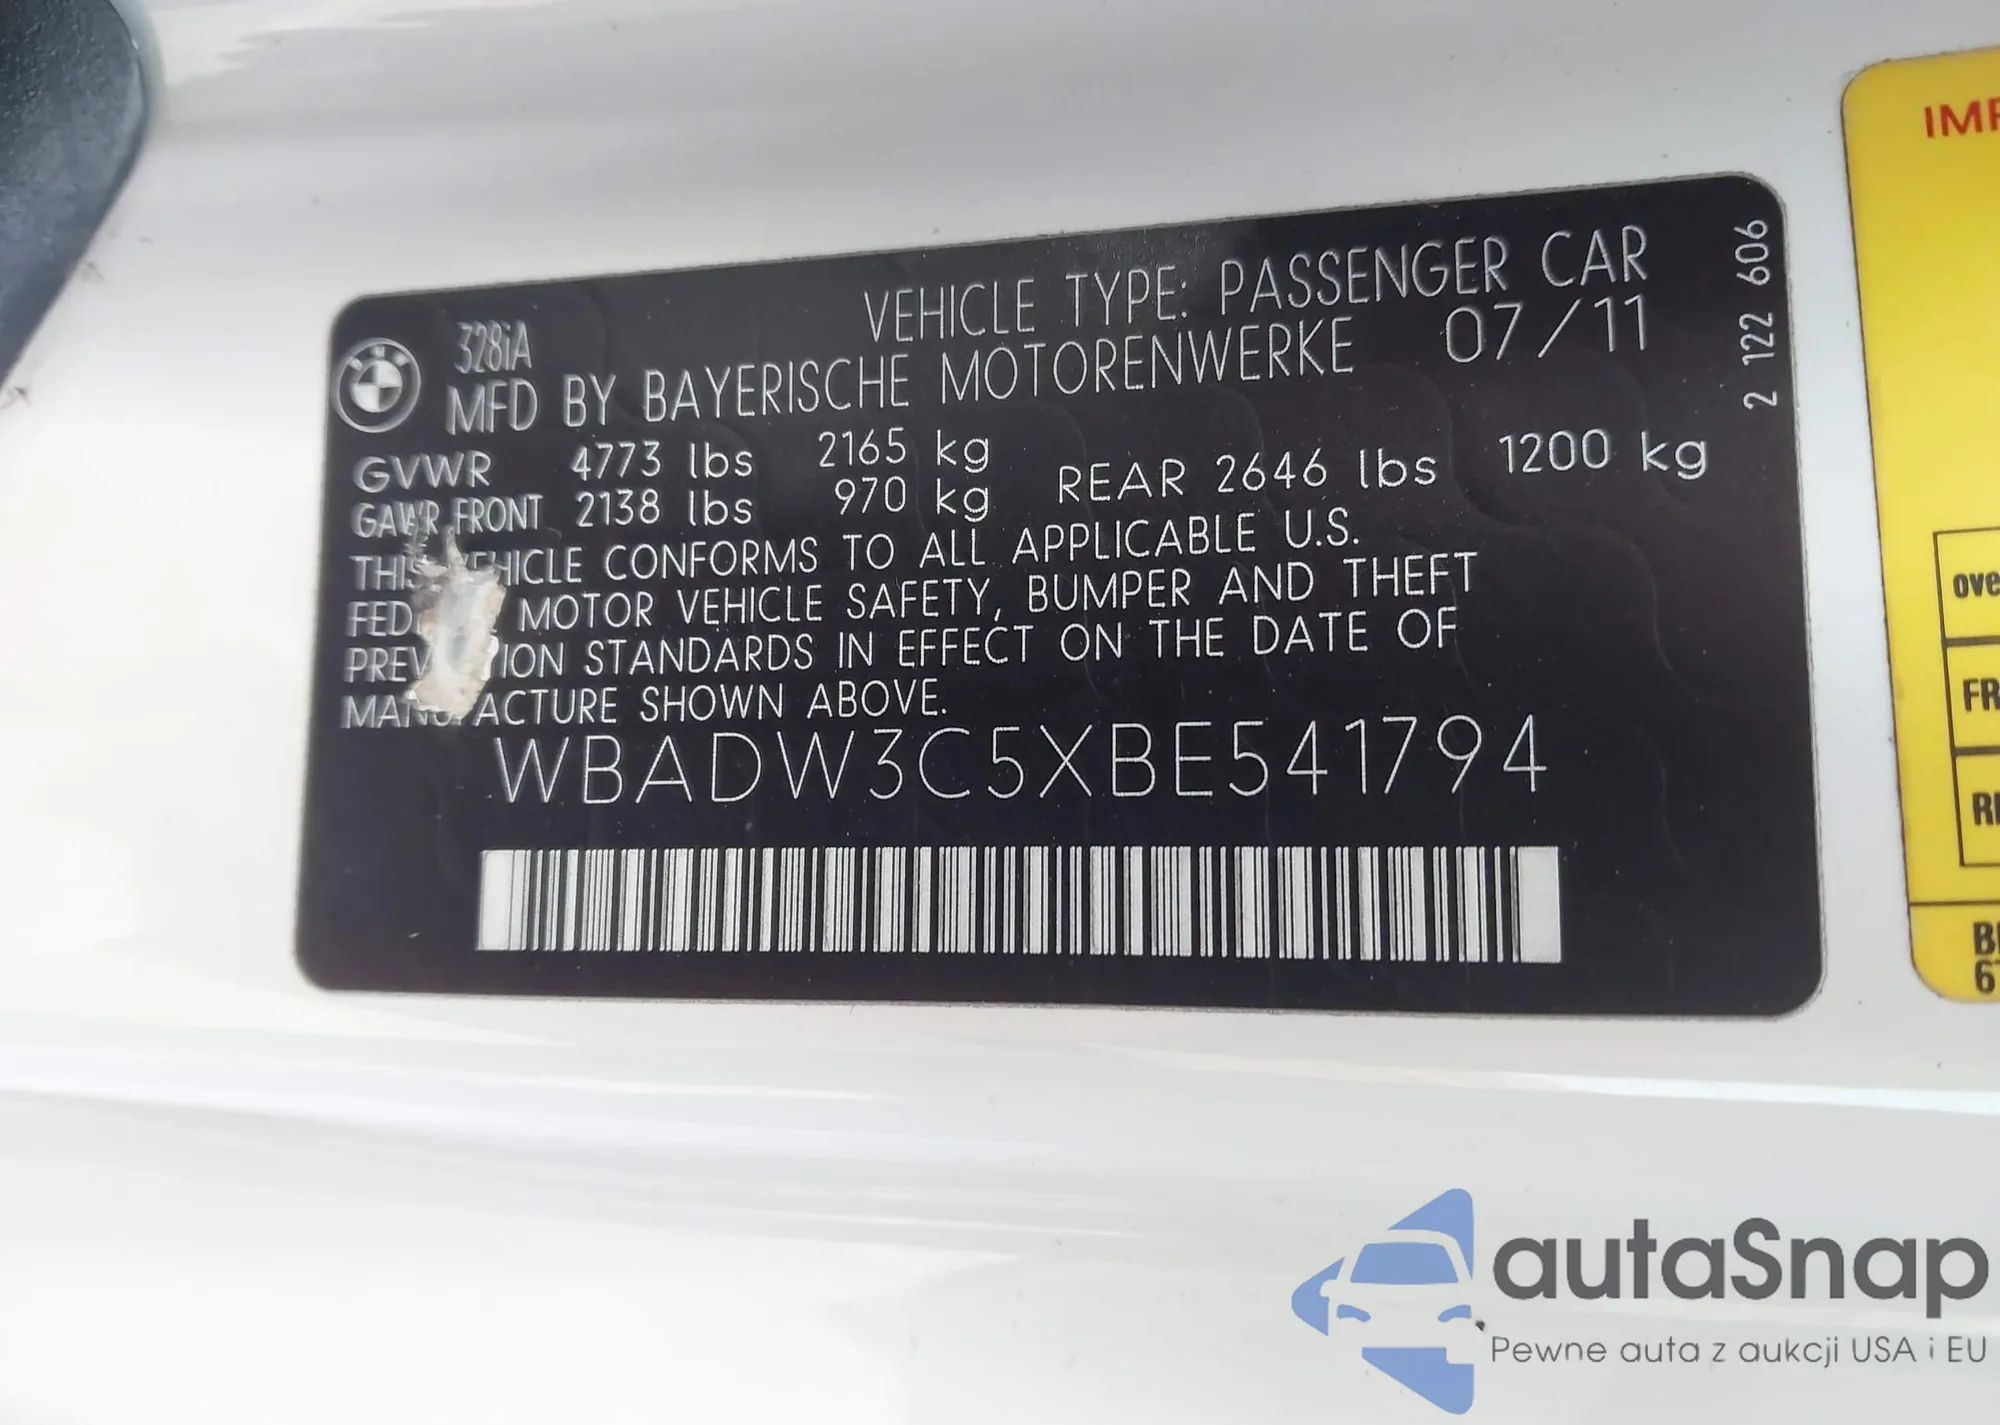 328iA
VEHICLE TYPE: PASSENGER CAR
MFD BY BAYERISCHE MOTORENWERKE 07/11
GVWR 4773 lbs 2165 kg
GAWR FRONT 2138 lbs 970 kg REAR 2646 lbs 1200 kg
THIS VEHICLE CONFORMS TO ALL APPLICABLE U.S.
MOTOR VEHICLE SAFETY, BUMPER AND THEFT
STANDARDS IN EFFECT ON THE DATE OF
SHOWN ABOVE.
WBADW3C5XBE541794
2 122 606
autaSnap
Pewne auta z aukcji USA i EU